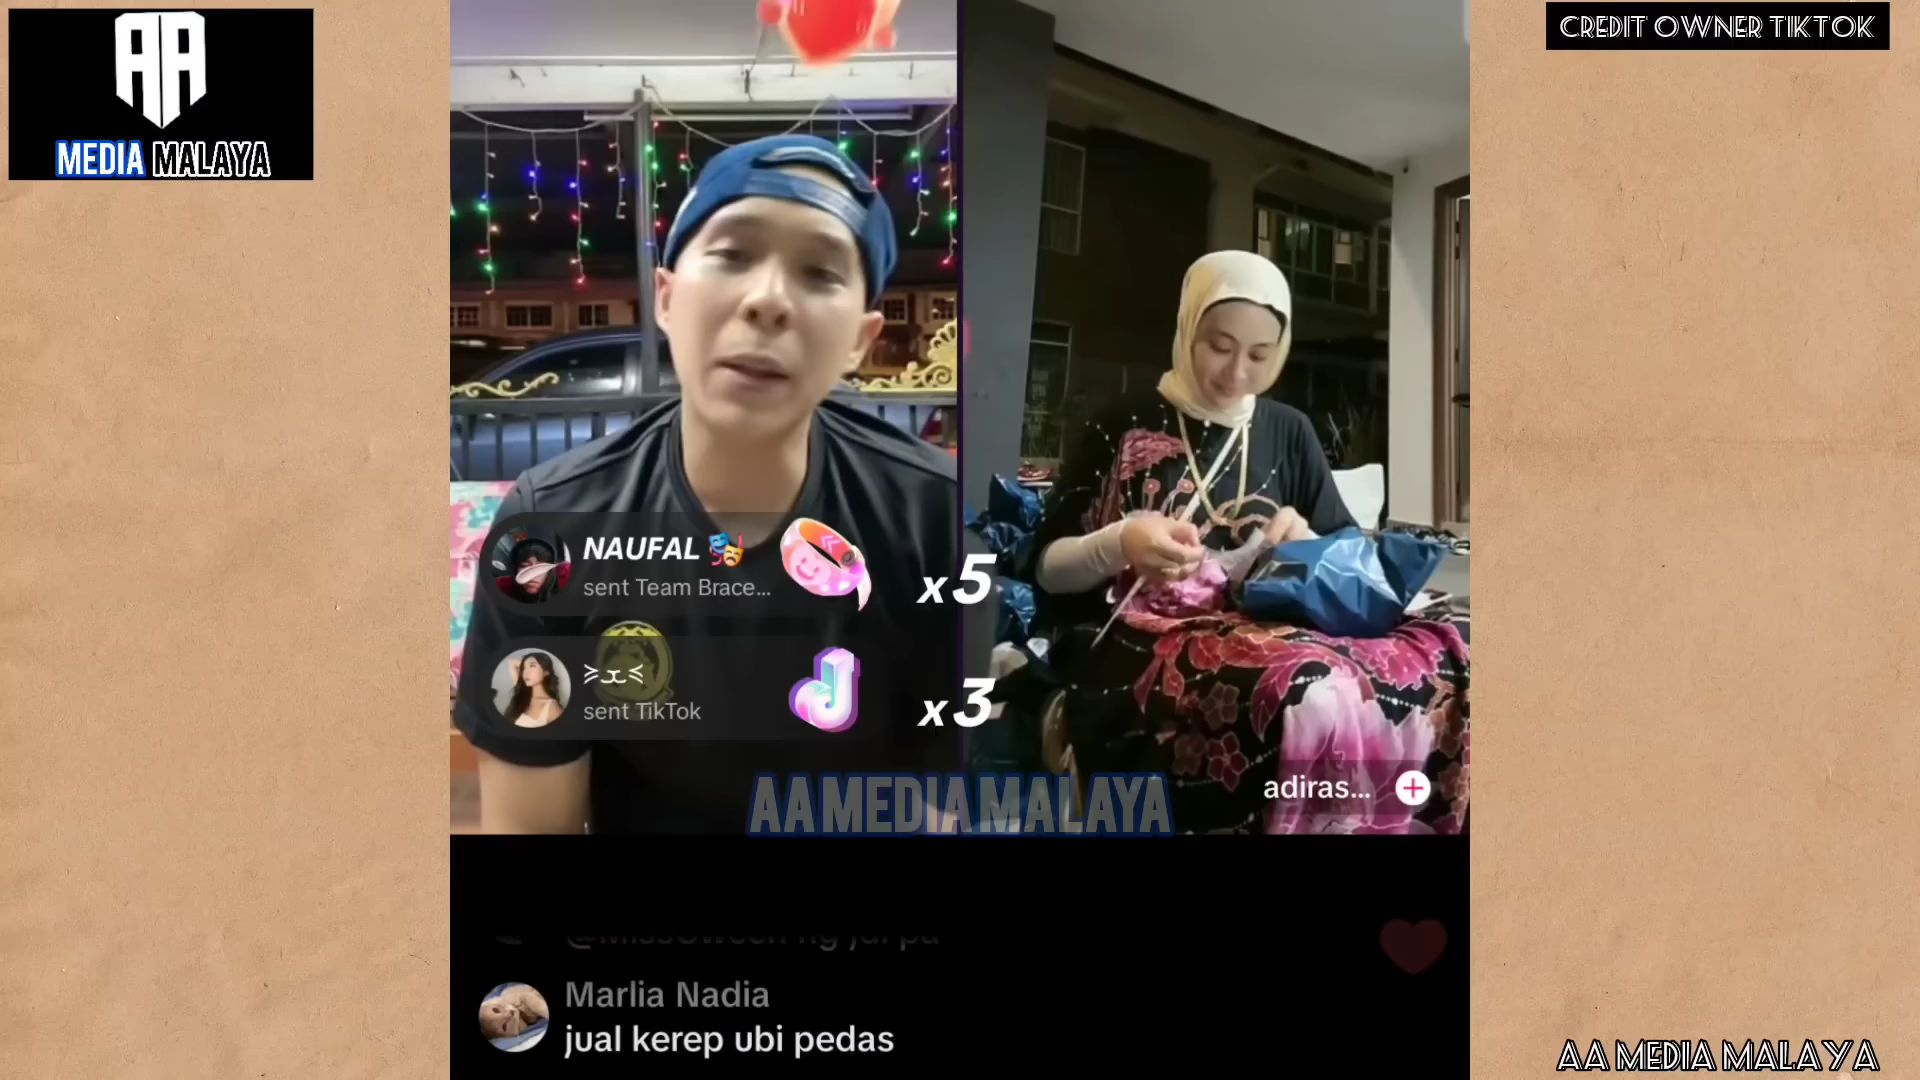 AA
MEDIA MALAYA
CREDIT OWNER TIKTOK
NAUFAL
sent Team Brace...
x5
sent TikTok
x3
adiras...
AA MEDIA MALAYA
Marlia Nadia
jual kerep ubi pedas
AA MEDIA MALAYA